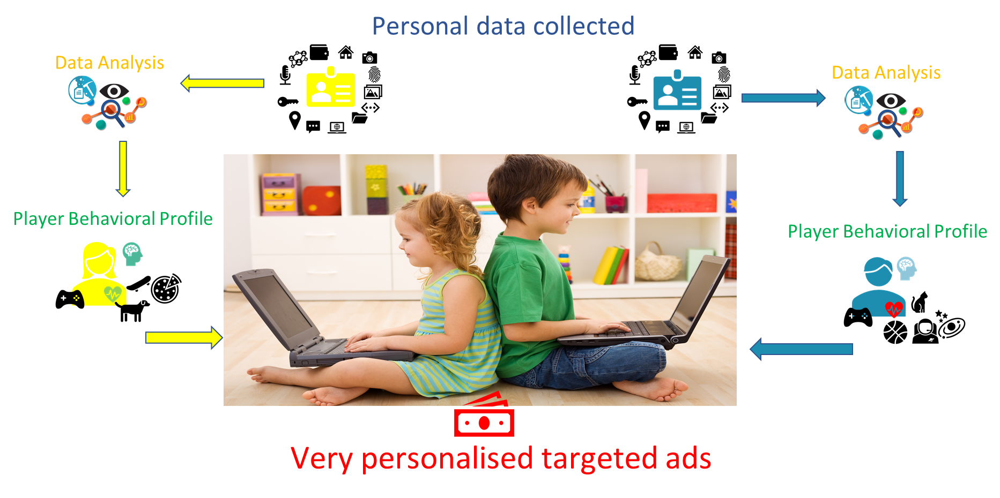 Personal data collected
Data Analysis
Data Analysis
Player Behavioral Profile
Player Behavioral Profile
Very personalised targeted ads